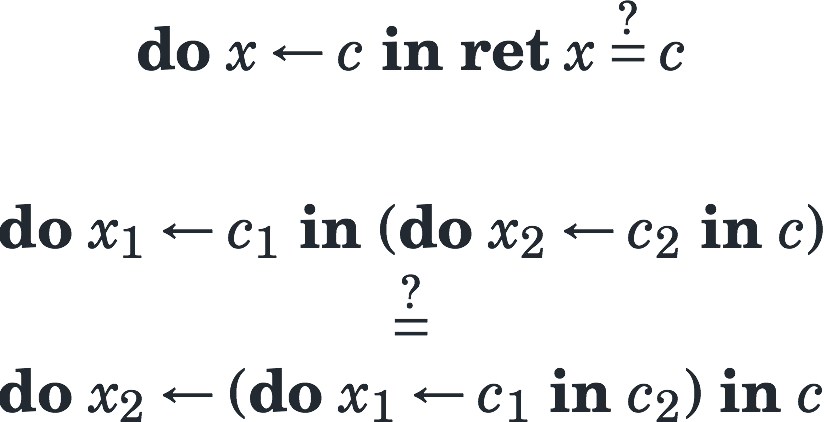 do x ← c in ret x ≟ c
do x₁ ← c₁ in (do x₂ ← c₂ in c)
≟
do x₂ ← (do x₁ ← c₁ in c₂) in c